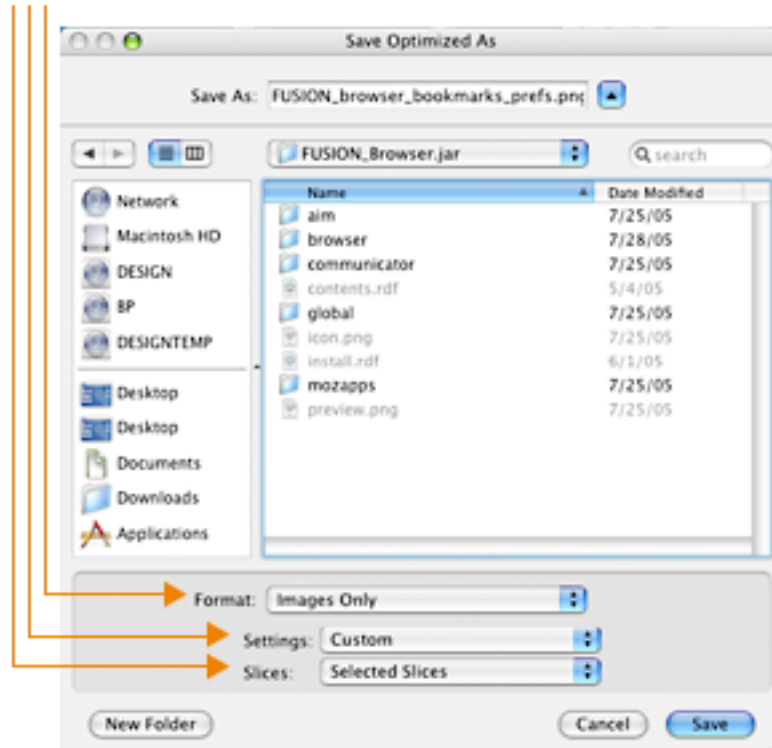 Save Optimized As
Save As: FUSION_browser_bookmarks_prefs.png
FUSION_Browser.jar
search
Network
Macintosh HD
DESIGN
BP
DESIGNTEMP
Desktop
Desktop
Documents
Downloads
Applications
Name Date Modified
aim 7/25/05
browser 7/28/05
communicator 7/25/05
contents.rdf 5/4/05
global 7/25/05
icon.png 7/25/05
install.rdf 6/1/05
mozapps 7/25/05
preview.png 7/25/05
Format: Images Only
Settings: Custom
Slices: Selected Slices
New Folder Cancel Save